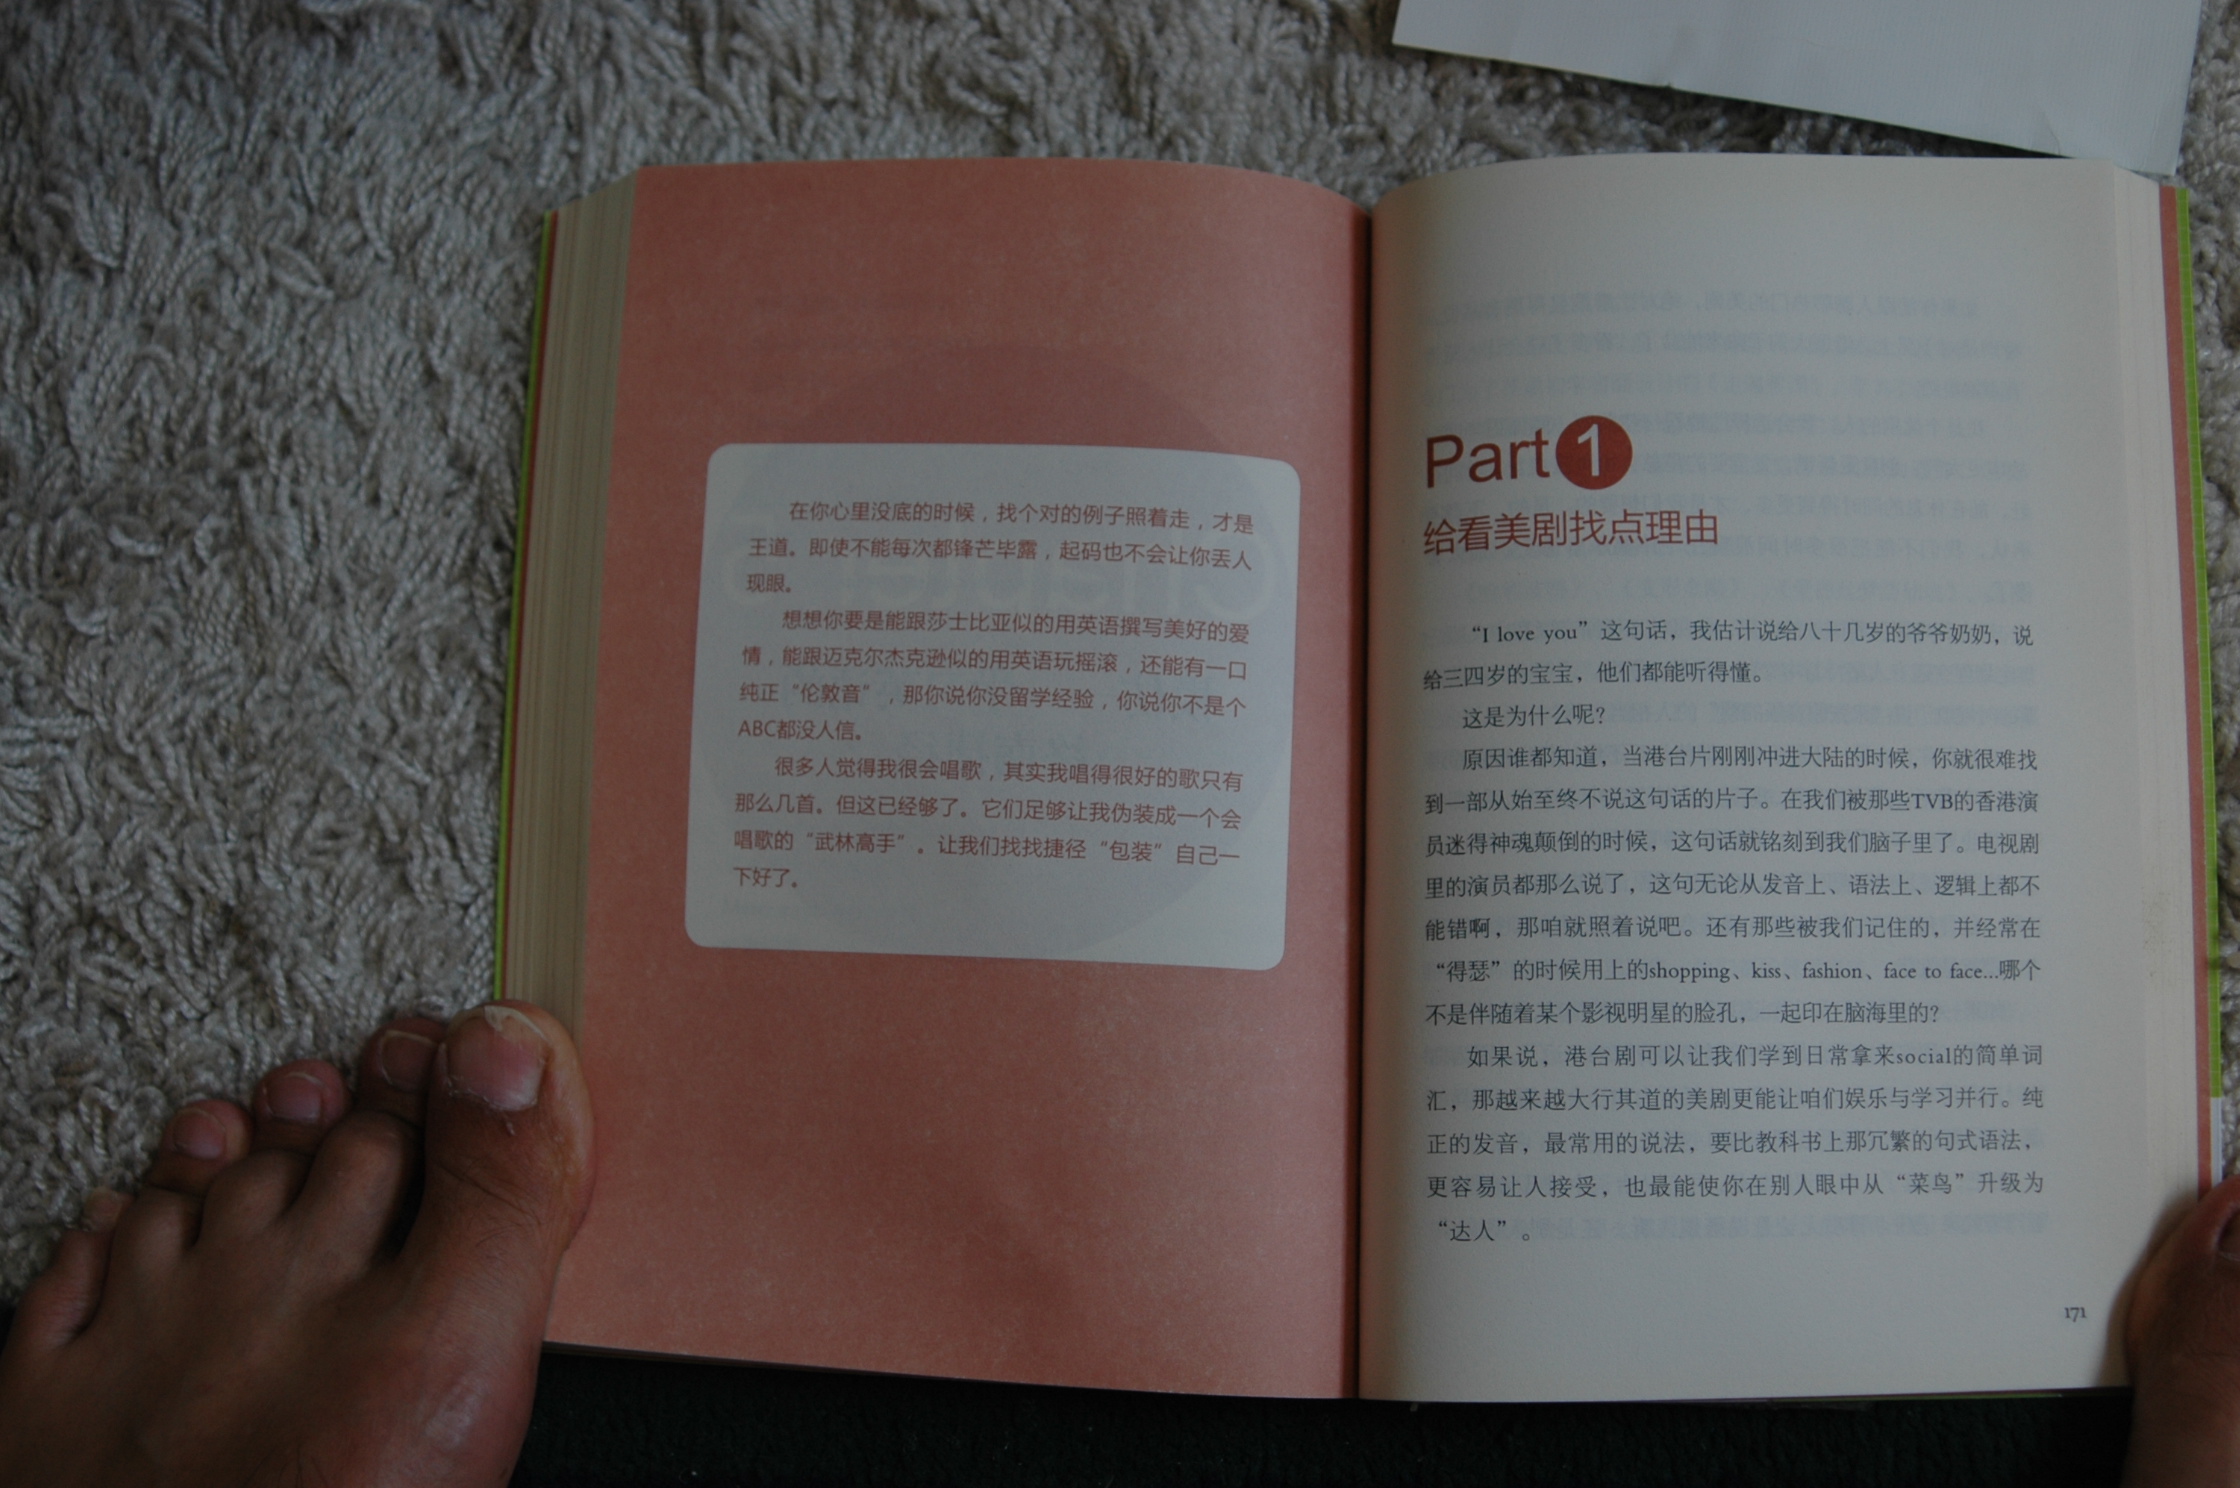 在你心里没底的时候，找个对的例子照着走，才是
王道。即使不能每次都锋芒毕露，起码也不会让你丢人
现眼。
想想你要是能跟莎士比亚似的用英语撰写美好的爱
情，能跟迈克尔杰克逊似的用英语玩摇滚，还能有一口
纯正“伦敦音”，那你说你没留学经验，你说你不是个
ABC都没人信。
很多人觉得我很会唱歌，其实我唱得很好的歌只有
那么几首。但这已经够了。它们足够让我伪装成一个会
唱歌的“武林高手”。让我们找找捷径“包装”自己一
下好了。
Part 1
给看美剧找点理由
“I love you”这句话，我估计说给八十几岁的爷爷奶奶，说
给三四岁的宝宝，他们都能听得懂。
这是为什么呢？
原因谁都知道，当港台片刚刚冲进大陆的时候，你就很难找
到一部从始至终不说这句话的片子。在我们被那些TVB的香港演
员迷得神魂颠倒的时候，这句话就铭刻到我们脑子里了。电视剧
里的演员都那么说了，这句无论从发音上、语法上、逻辑上都不
能错啊，那咱就照着说吧。还有那些被我们记住的，并经常在
“得瑟”的时候用上的shopping、kiss、fashion、face to face...哪个
不是伴随着某个影视明星的脸孔，一起印在脑海里的？
如果说，港台剧可以让我们学到日常拿来social的简单词
汇，那越来越大行其道的美剧更能让咱们娱乐与学习并行。纯
正的发音，最常用的说法，要比教科书上那冗繁的句式语法，
更容易让人接受，也最能使你在别人眼中从“菜鸟”升级为
“达人”。
171